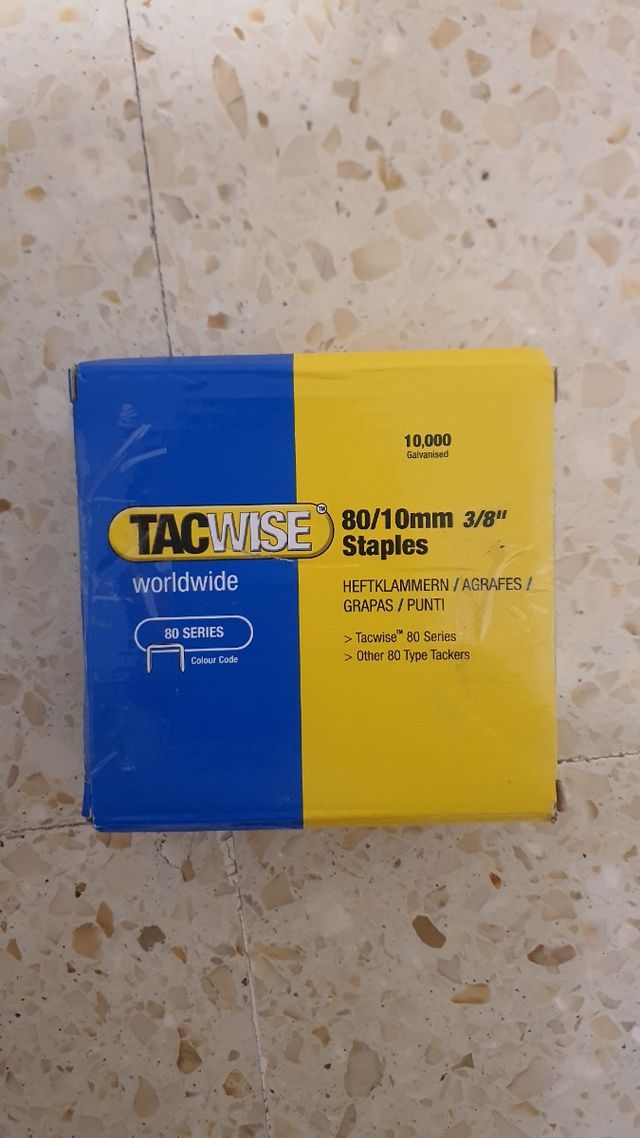 10,000
Galvanised
TACWISE™
80/10mm 3/8"
Staples
worldwide
HEFTKLAMMERN / AGRAFES /
GRAPAS / PUNTI
80 SERIES
Colour Code
> Tacwise™ 80 Series
> Other 80 Type Tackers